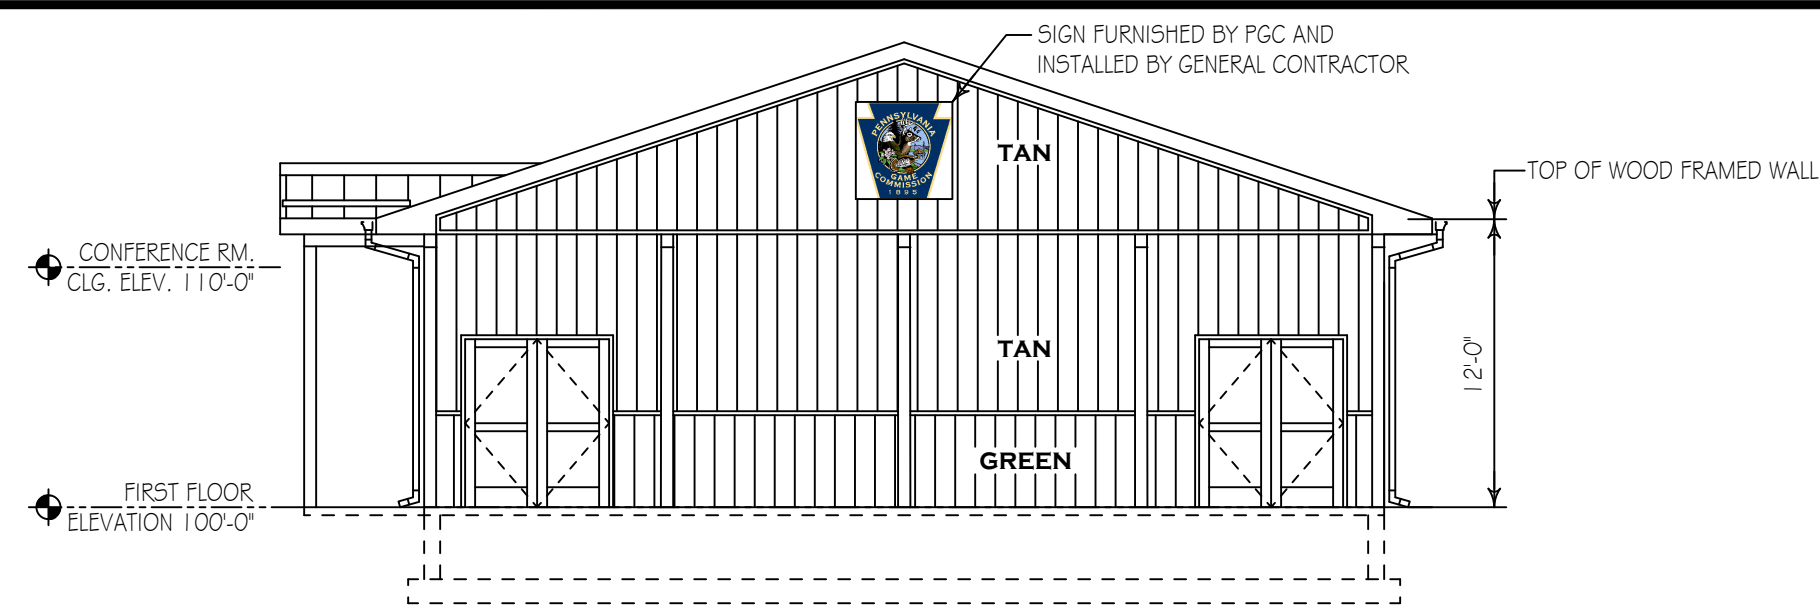 SIGN FURNISHED BY PGC AND
INSTALLED BY GENERAL CONTRACTOR
PENNSYLVANIA
GAME
COMMISSION
1895
TAN
TOP OF WOOD FRAMED WALL
CONFERENCE RM.
CLG. ELEV. 110'-0"
TAN
12'-0"
GREEN
FIRST FLOOR
ELEVATION 100'-0"